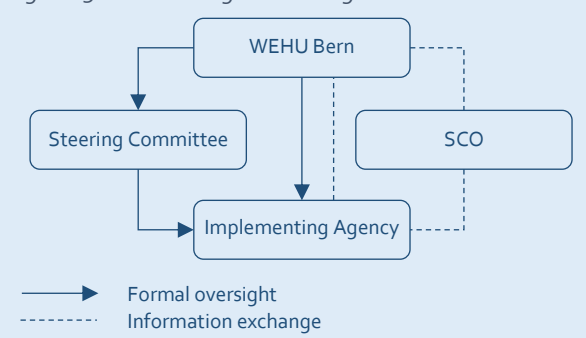 WEHU Bern
Steering Committee
SCO
Implementing Agency
Formal oversight
Information exchange